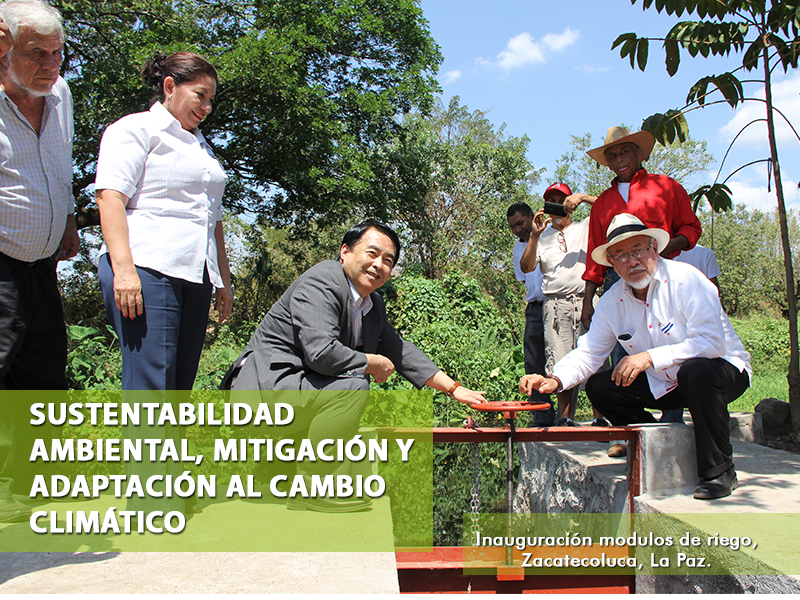 SUSTENTABILIDAD
AMBIENTAL, MITIGACIÓN Y
ADAPTACIÓN AL CAMBIO
CLIMÁTICO
Inauguración modulos de riego,
Zacatecoluca, La Paz.